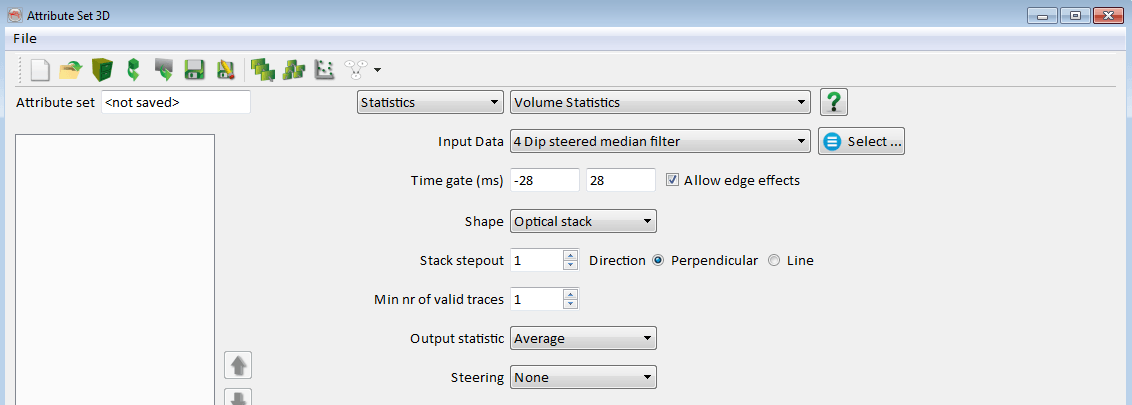 Attribute Set 3D
File
Attribute set <not saved> Statistics Volume Statistics ?
Input Data 4 Dip steered median filter Select ...
Time gate (ms) -28 28 Allow edge effects
Shape Optical stack
Stack stepout 1 Direction Perpendicular Line
Min nr of valid traces 1
Output statistic Average
Steering None